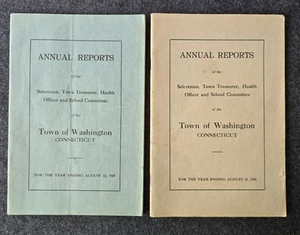 ANNUAL REPORTS
of the
Selectmen, Town Treasurer, Health
Officer and School Committee
of the
Town of Washington
CONNECTICUT
FOR THE YEAR ENDING AUGUST 31,
ANNUAL REPORTS
of the
Selectmen, Town Treasurer, Health
Officer and School Committee
of the
Town of Washington
CONNECTICUT
FOR THE YEAR ENDING AUGUST 31,